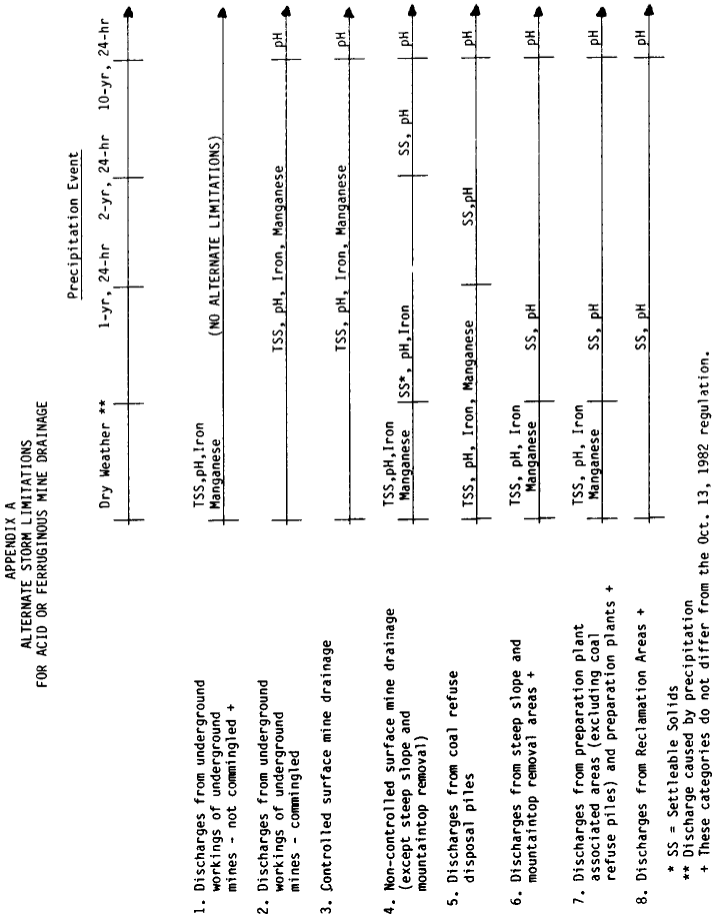 APPENDIX A
ALTERNATE STORM LIMITATIONS
FOR ACID OR FERRUGINOUS MINE DRAINAGE
Precipitation Event
Dry Weather ** 1-yr, 24-hr 2-yr, 24-hr 10-yr, 24-hr
1. Discharges from underground
workings of underground
mines - not commingled +
TSS,pH,Iron
Manganese
(NO ALTERNATE LIMITATIONS)
2. Discharges from underground
workings of underground
mines - commingled
TSS, pH, Iron, Manganese
pH
3. Controlled surface mine drainage
TSS, pH, Iron, Manganese
pH
4. Non-controlled surface mine drainage
(except steep slope and
mountaintop removal)
TSS,pH,Iron
Manganese
SS*, pH,Iron
SS, pH
pH
5. Discharges from coal refuse
disposal piles
TSS, pH, Iron, Manganese
SS,pH
pH
6. Discharges from steep slope and
mountaintop removal areas +
TSS, pH, Iron
Manganese
SS, pH
pH
7. Discharges from preparation plant
associated areas (excluding coal
refuse piles) and preparation plants +
TSS, pH, Iron
Manganese
SS, pH
pH
8. Discharges from Reclamation Areas +
SS, pH
pH
* SS = Settleable Solids
** Discharge caused by precipitation
+ These categories do not differ from the Oct. 13, 1982 regulation.